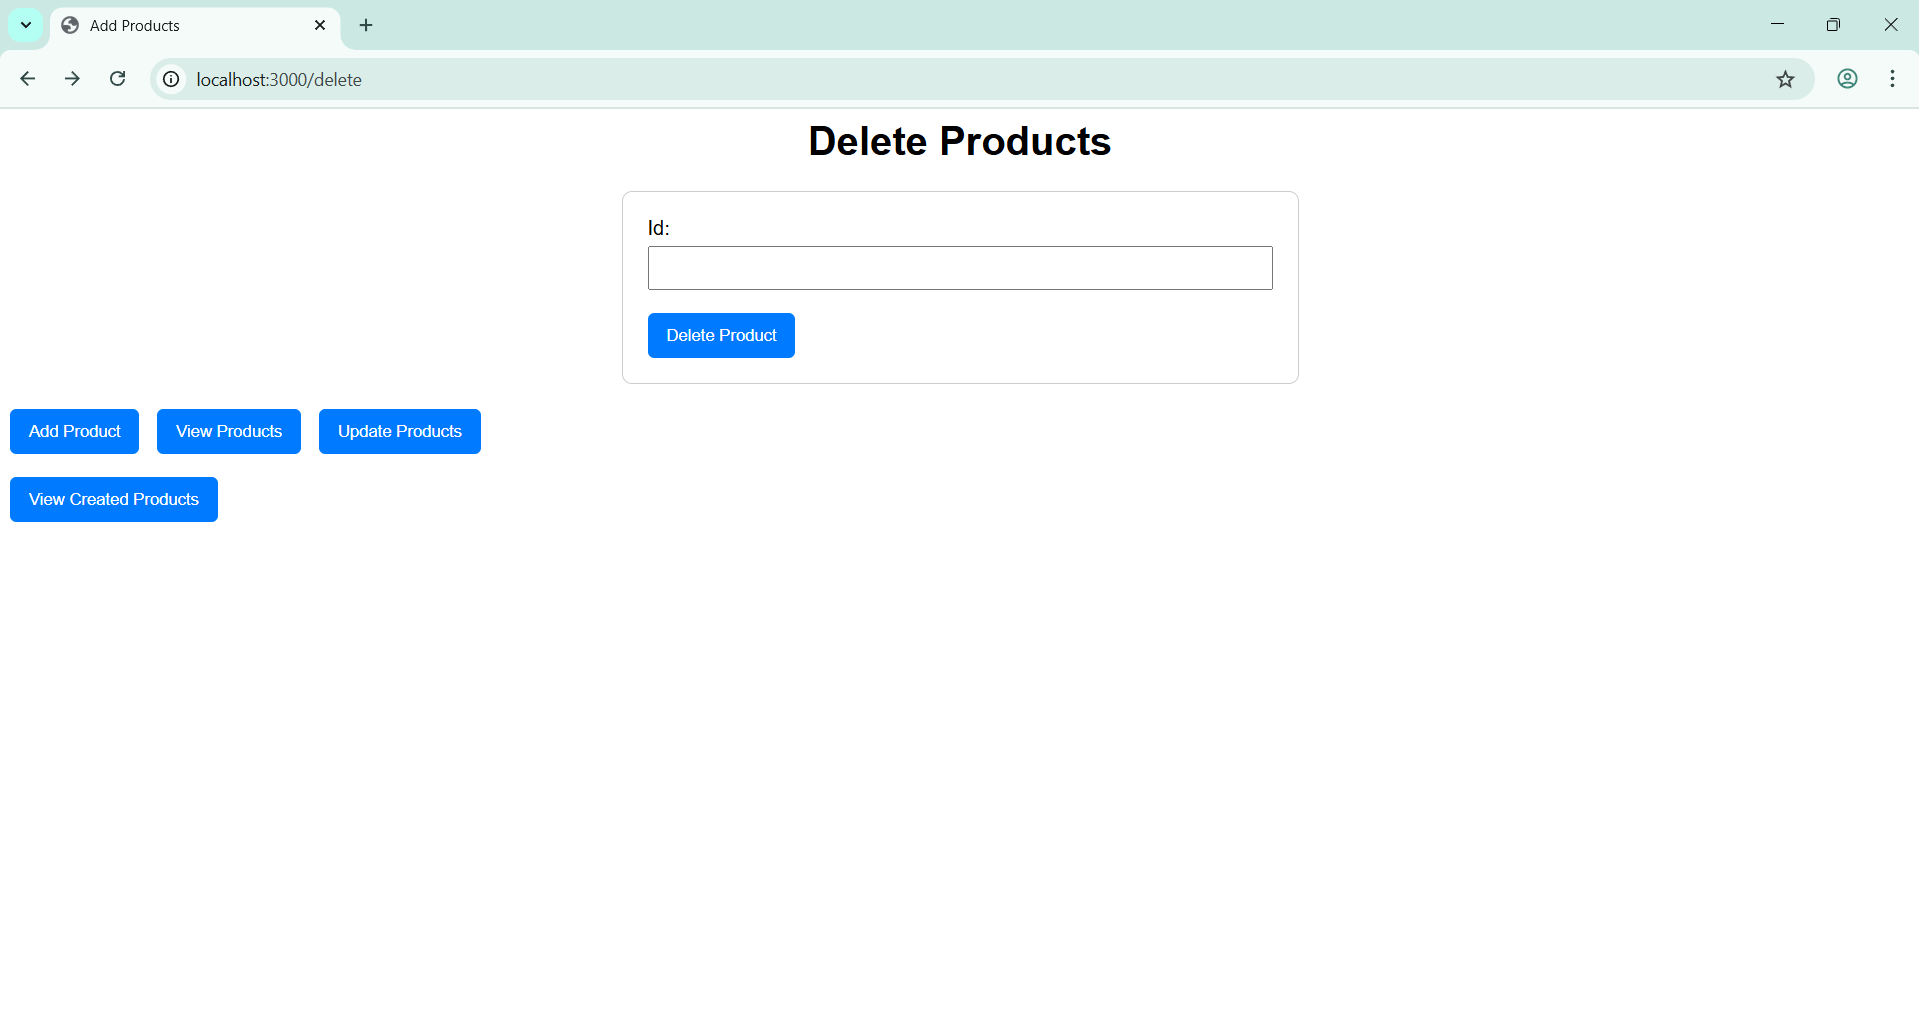 Add Products
localhost:3000/delete
Delete Products
Id:
Delete Product
Add Product View Products Update Products
View Created Products